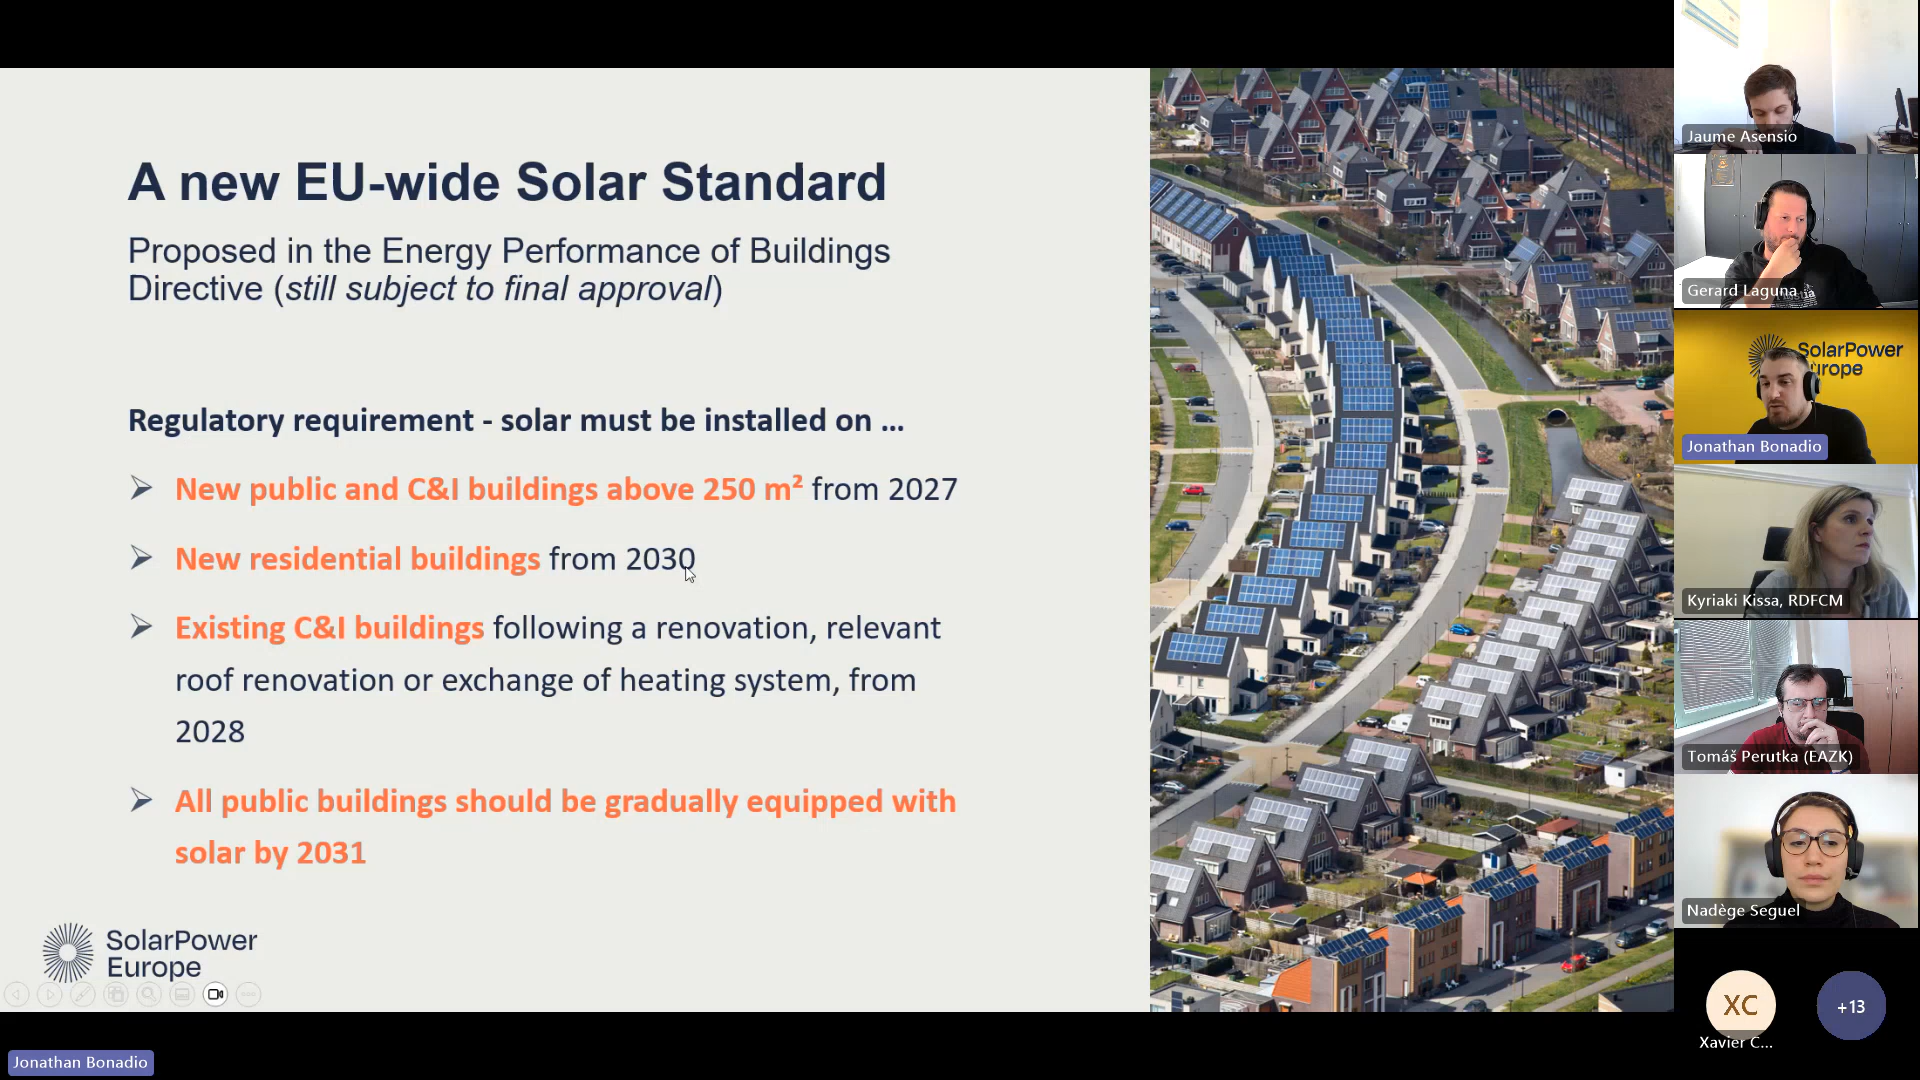 A new EU-wide Solar Standard
Proposed in the Energy Performance of Buildings
Directive (still subject to final approval)
Regulatory requirement - solar must be installed on ...
New public and C&I buildings above 250 m² from 2027
New residential buildings from 2030
Existing C&I buildings following a renovation, relevant
roof renovation or exchange of heating system, from
2028
All public buildings should be gradually equipped with
solar by 2031
SolarPower
Europe
Jonathan Bonadio
Jaume Asensio
Gerard Laguna
SolarPower
Europe
Jonathan Bonadio
Kyriaki Kissa, RDFCM
Tomáš Perutka (EAZK)
Nadège Seguel
XC
Xavier C...
+13